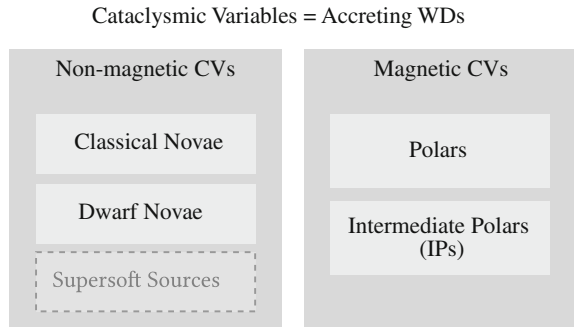 Cataclysmic Variables = Accreting WDs
Non-magnetic CVs
Classical Novae
Dwarf Novae
Supersoft Sources
Magnetic CVs
Polars
Intermediate Polars
(IPs)